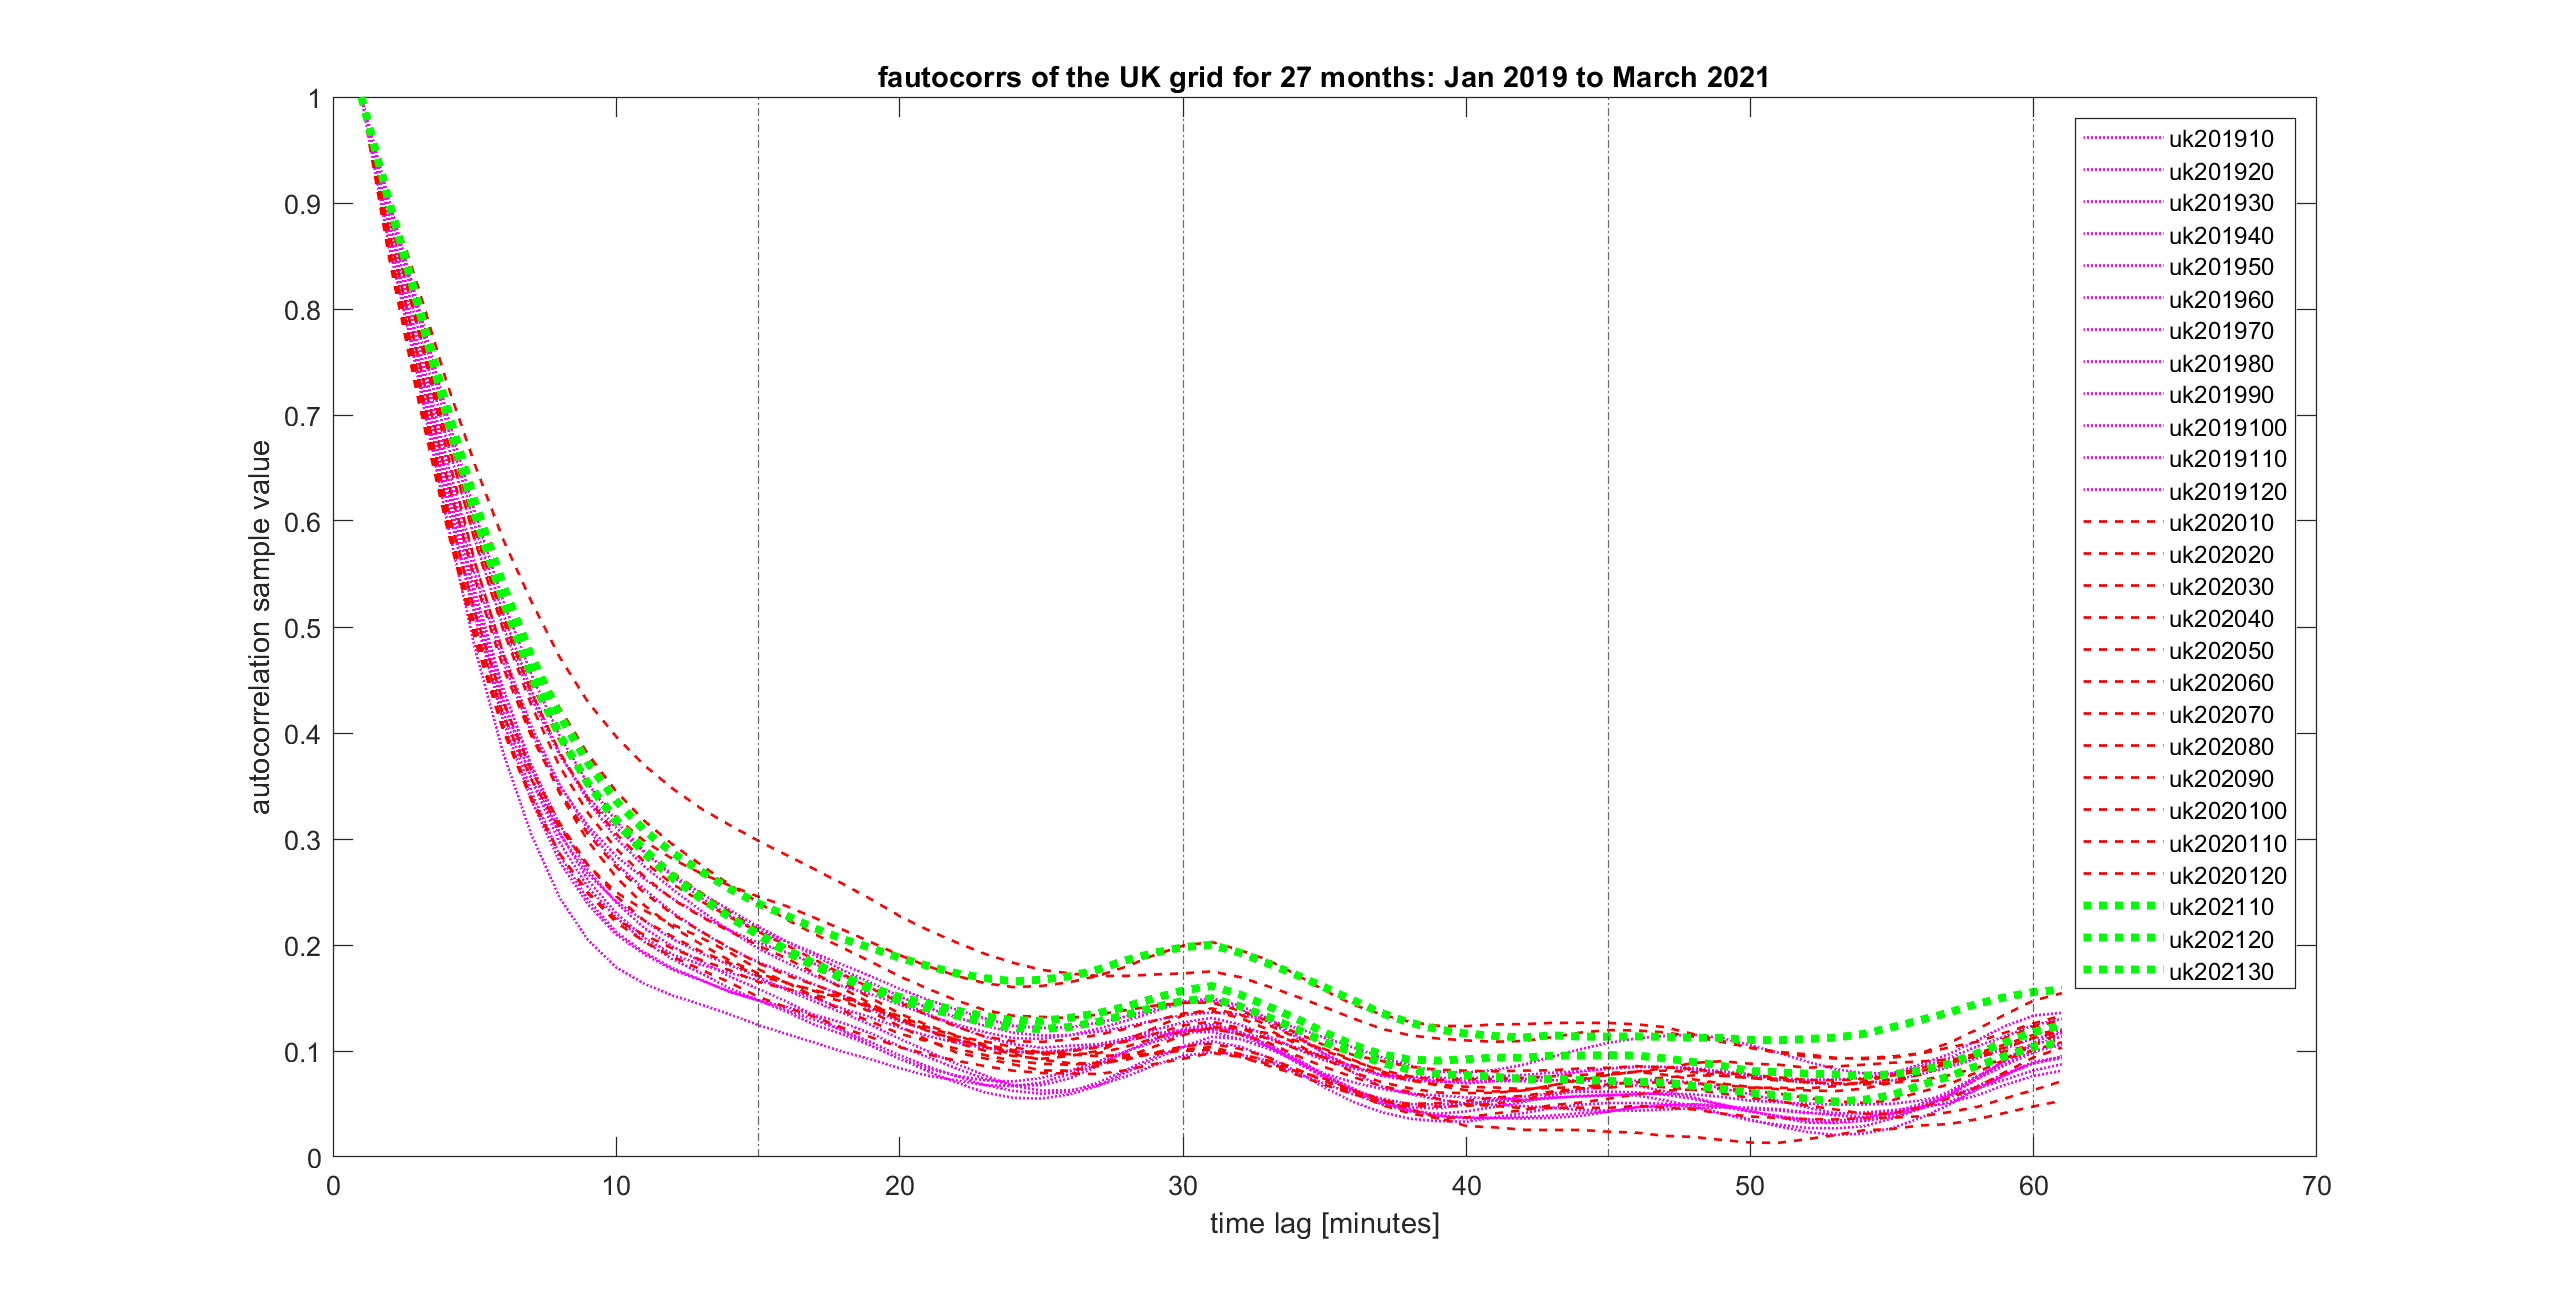 fautocorrs of the UK grid for 27 months: Jan 2019 to March 2021
autocorrelation sample value
1
0.9
0.8
0.7
0.6
0.5
0.4
0.3
0.2
0.1
0
0 10 20 30 40 50 60 70
time lag [minutes]
uk201910
uk201920
uk201930
uk201940
uk201950
uk201960
uk201970
uk201980
uk201990
uk2019100
uk2019110
uk2019120
uk202010
uk202020
uk202030
uk202040
uk202050
uk202060
uk202070
uk202080
uk202090
uk2020100
uk2020110
uk2020120
uk202110
uk202120
uk202130